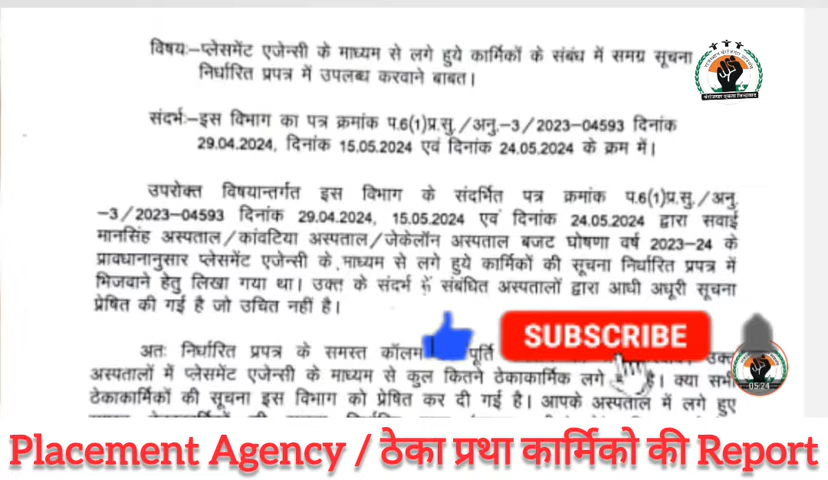 विषयः–प्लेसमेंट एजेन्सी के माध्यम से लगे हुये कार्मिकों के संबंध में समग्र सूचना
निर्धारित प्रपत्र में उपलब्ध करवाने बाबत।
संदर्भः–इस विभाग का पत्र क्रमांक प.6(1)प्र.सु./अनु.–3/2023-04593 दिनांक
29.04.2024, दिनांक 15.05.2024 एवं दिनांक 24.05.2024 के क्रम में।
उपरोक्त विषयान्तर्गत इस विभाग के संदर्भित पत्र क्रमांक प.6(1)प्र.सु./अनु.
–3/2023-04593 दिनांक 29.04.2024, 15.05.2024 एवं दिनांक 24.05.2024 द्वारा सवाई
मानसिंह अस्पताल/कांवटिया अस्पताल/जेकेलॉन अस्पताल बजट घोषणा वर्ष 2023-24 के
प्रावधानानुसार प्लेसमेंट एजेन्सी के माध्यम से लगे हुये कार्मिकों की सूचना निर्धारित प्रपत्र में
भिजवाने हेतु लिखा गया था। उक्त के संदर्भ में संबंधित अस्पतालों द्वारा आधी अधूरी सूचना
प्रेषित की गई है जो उचित नहीं है।
अतः निर्धारित प्रपत्र के समस्त कॉलम पूर्ति उक्त
SUBSCRIBE
अस्पतालों में प्लेसमेंट एजेन्सी के माध्यम से कुल कितने ठेकाकार्मिक लगे है। क्या सभी
05:24
ठेकाकार्मिकों की सूचना इस विभाग को प्रेषित कर दी गई है। आपके अस्पताल में लगे हुए
Placement Agency / ठेका प्रथा कार्मिको की Report